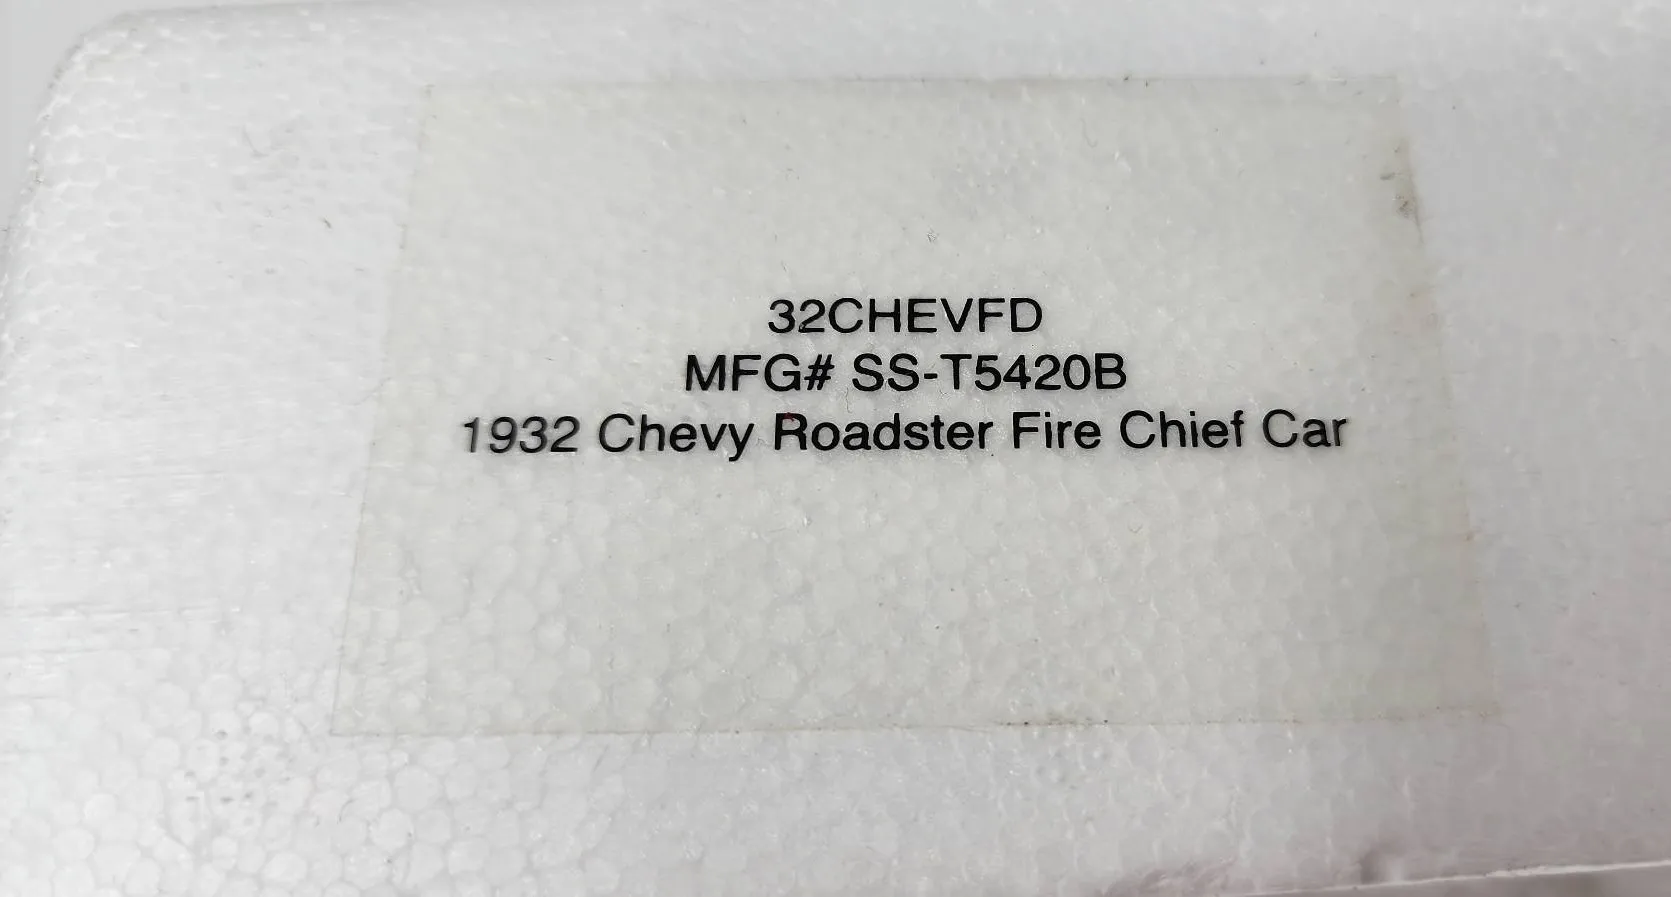 32CHEVFD
MFG# SS-T5420B
1932 Chevy Roadster Fire Chief Car